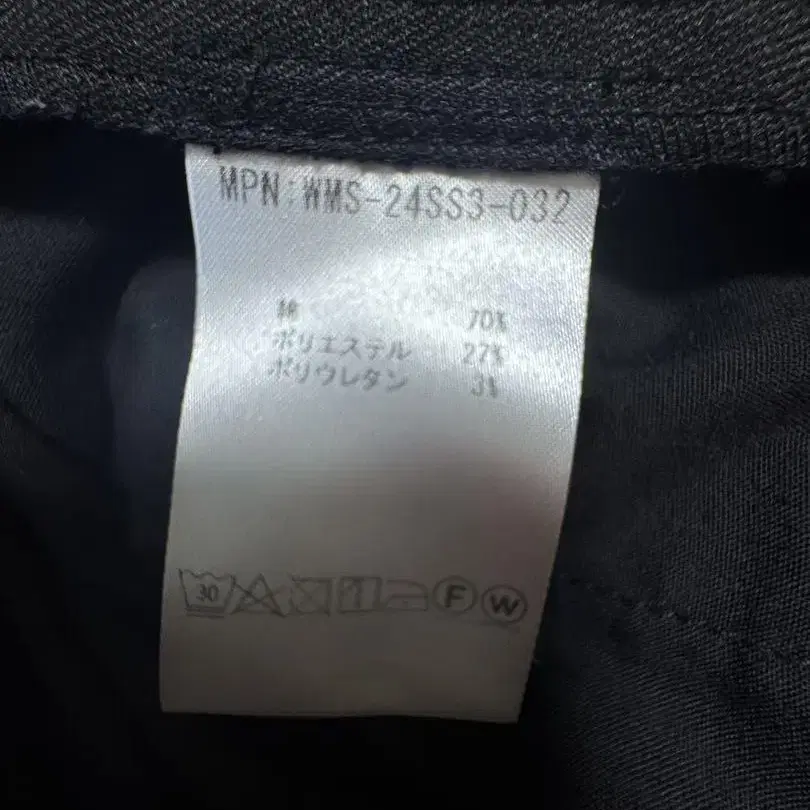 MPN:WMS-24SS3-032
綿 70%
ポリエステル 27%
ポリウレタン 3%
30 F W